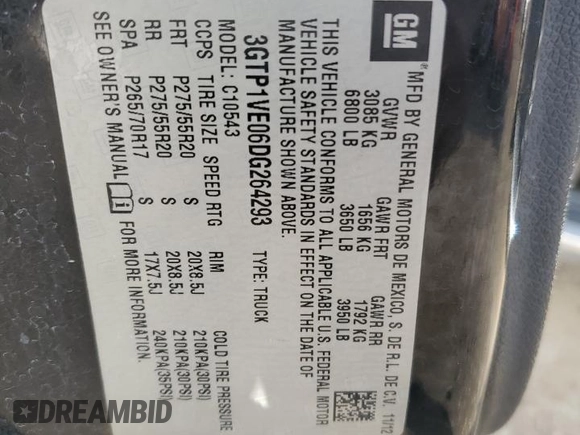 GM
MFD BY GENERAL MOTORS DE MEXICO, S. DE R.L. DE C.V. 11/12
GVWR GAWR FRT GAWR RR
3085 KG 1656 KG 1792 KG
6800 LB 3650 LB 3950 LB
THIS VEHICLE CONFORMS TO ALL APPLICABLE U.S. FEDERAL MOTOR
VEHICLE SAFETY STANDARDS IN EFFECT ON THE DATE OF
MANUFACTURE SHOWN ABOVE.
3GTP1VE06DG264293 TYPE: TRUCK
MODEL: C10543
CCPS TIRE SIZE SPEED RTG RIM COLD TIRE PRESSURE
FRT P275/55R20 S 20X8.5J 210KPA(30PSI)
RR P275/55R20 S 20X8.5J 210KPA(30PSI)
SPA P265/70R17 S 17X7.5J 240KPA(35PSI)
SEE OWNER'S MANUAL FOR MORE INFORMATION.
DREAMBID